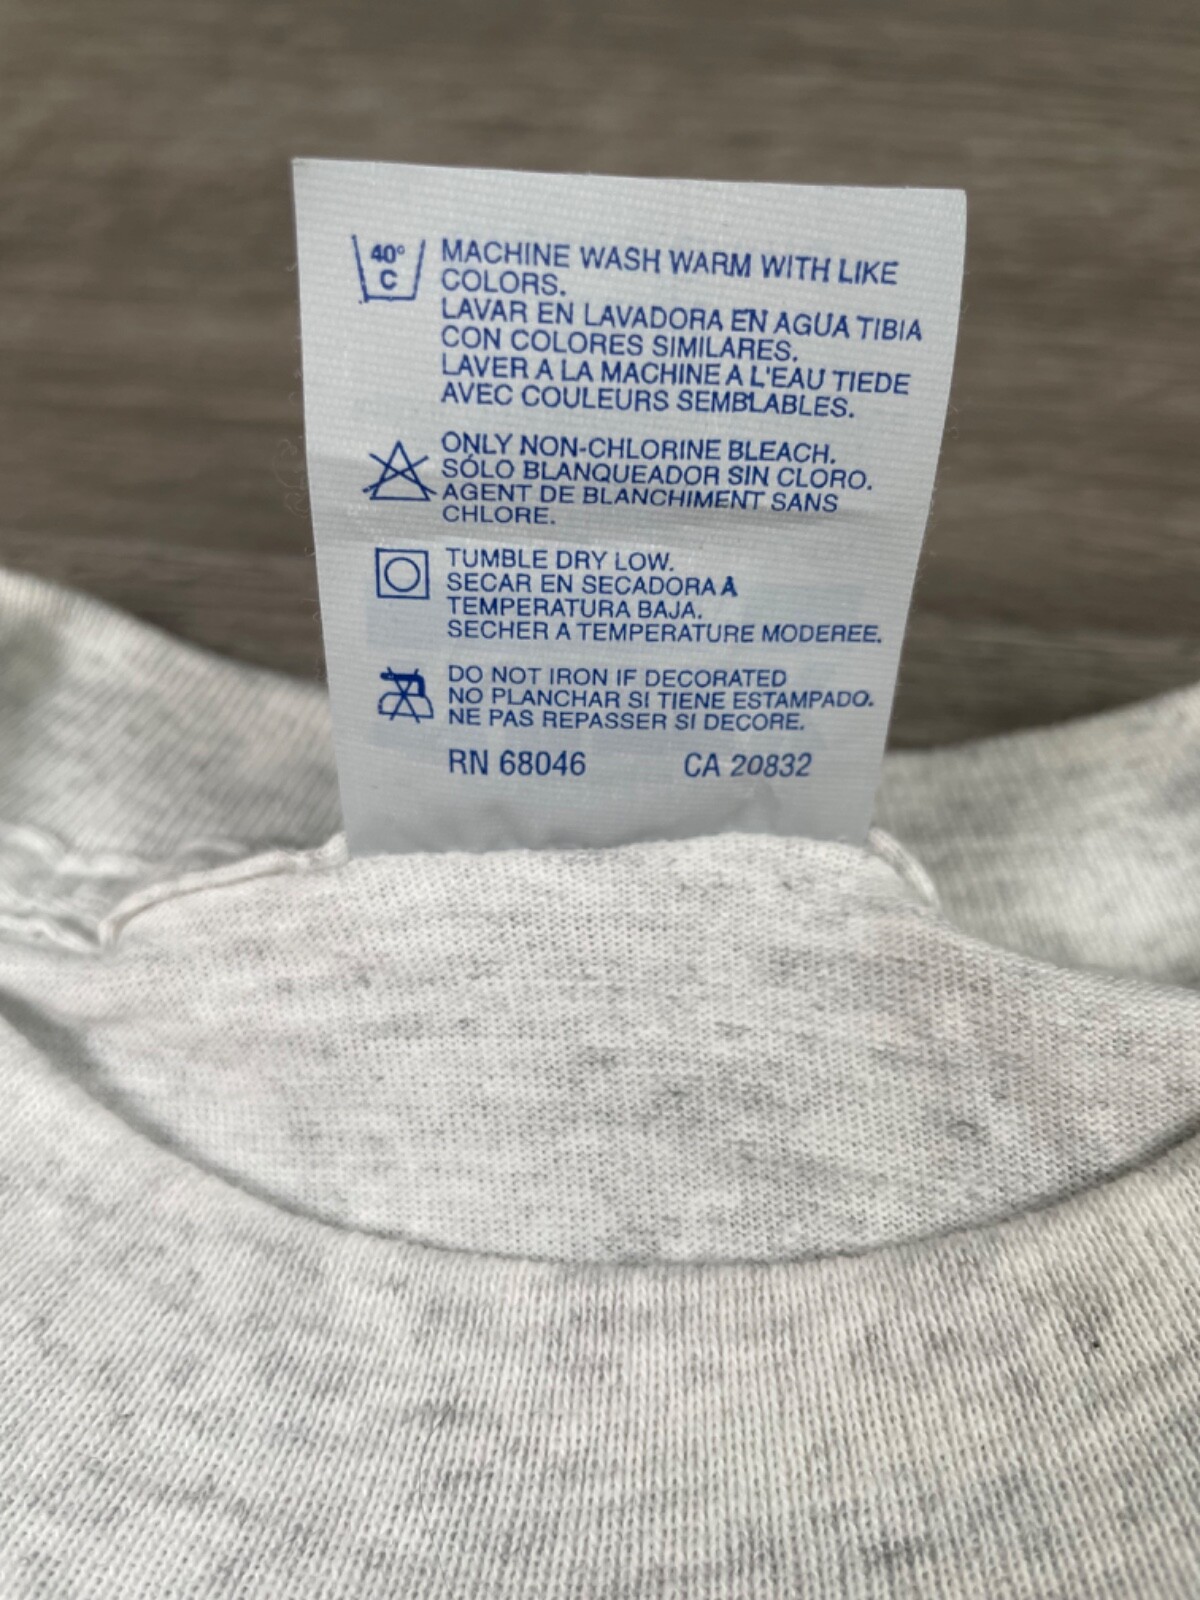 40°
C
MACHINE WASH WARM WITH LIKE
COLORS.
LAVAR EN LAVADORA EN AGUA TIBIA
CON COLORES SIMILARES.
LAVER A LA MACHINE A L'EAU TIEDE
AVEC COULEURS SEMBLABLES.
ONLY NON-CHLORINE BLEACH.
SÓLO BLANQUEADOR SIN CLORO.
AGENT DE BLANCHIMENT SANS
CHLORE.
TUMBLE DRY LOW.
SECAR EN SECADORA A
TEMPERATURA BAJA.
SECHER A TEMPERATURE MODEREE.
DO NOT IRON IF DECORATED
NO PLANCHAR SI TIENE ESTAMPADO.
NE PAS REPASSER SI DECORE.
RN 68046 CA 20832